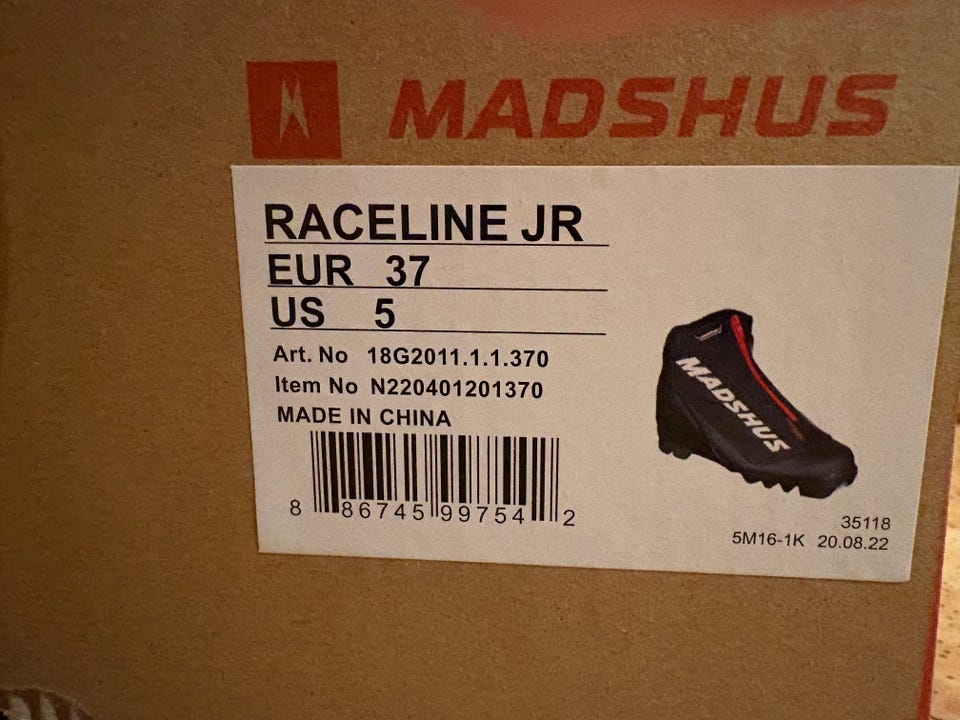 MADSHUS
RACELINE JR
EUR 37
US 5
Art. No 18G2011.1.1.370
Item No N220401201370
MADE IN CHINA
8 86745 99754 2
MADSHUS
35118
5M16-1K 20.08.22